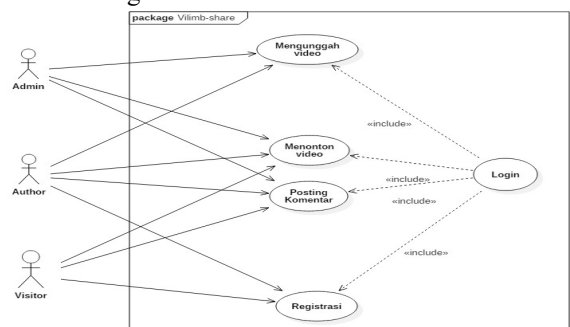 package Vilimb-share
Mengunggah
video
Admin
«include»
Menonton
video
Author
«include»
Login
Posting
Komentar
«include»
«include»
Visitor
Registrasi